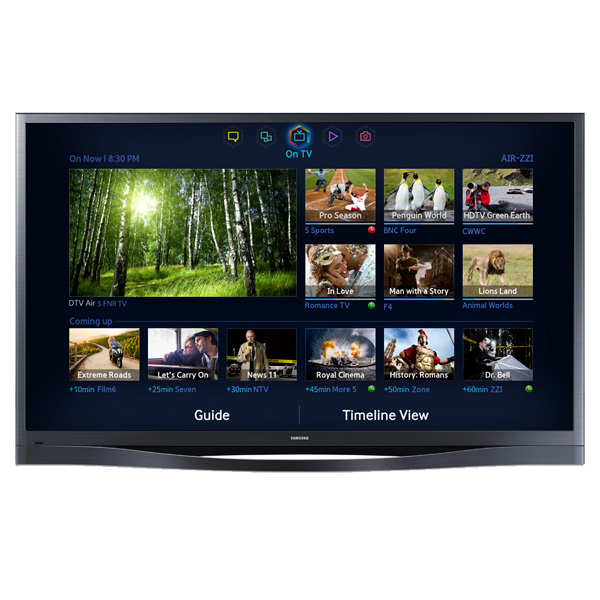 On TV
On Now | 8:30 PM
AIR-ZZI
Pro Season
Penguin World
HDTV Green Earth
5 Sports
BNC Four
CWWC
In Love
Man with a Story
Lions Land
DTV Air 5 FNR TV
Romance TV
F4
Animal Worlds
Coming up
Extreme Roads
Let's Carry On
News 11
Royal Cinema
History: Romans
Dr. Bell
+10min Film6
+25min Seven
+30min NTV
+45min More 5
+50min Zone
+60min ZZI
Guide
Timeline View
SAMSUNG